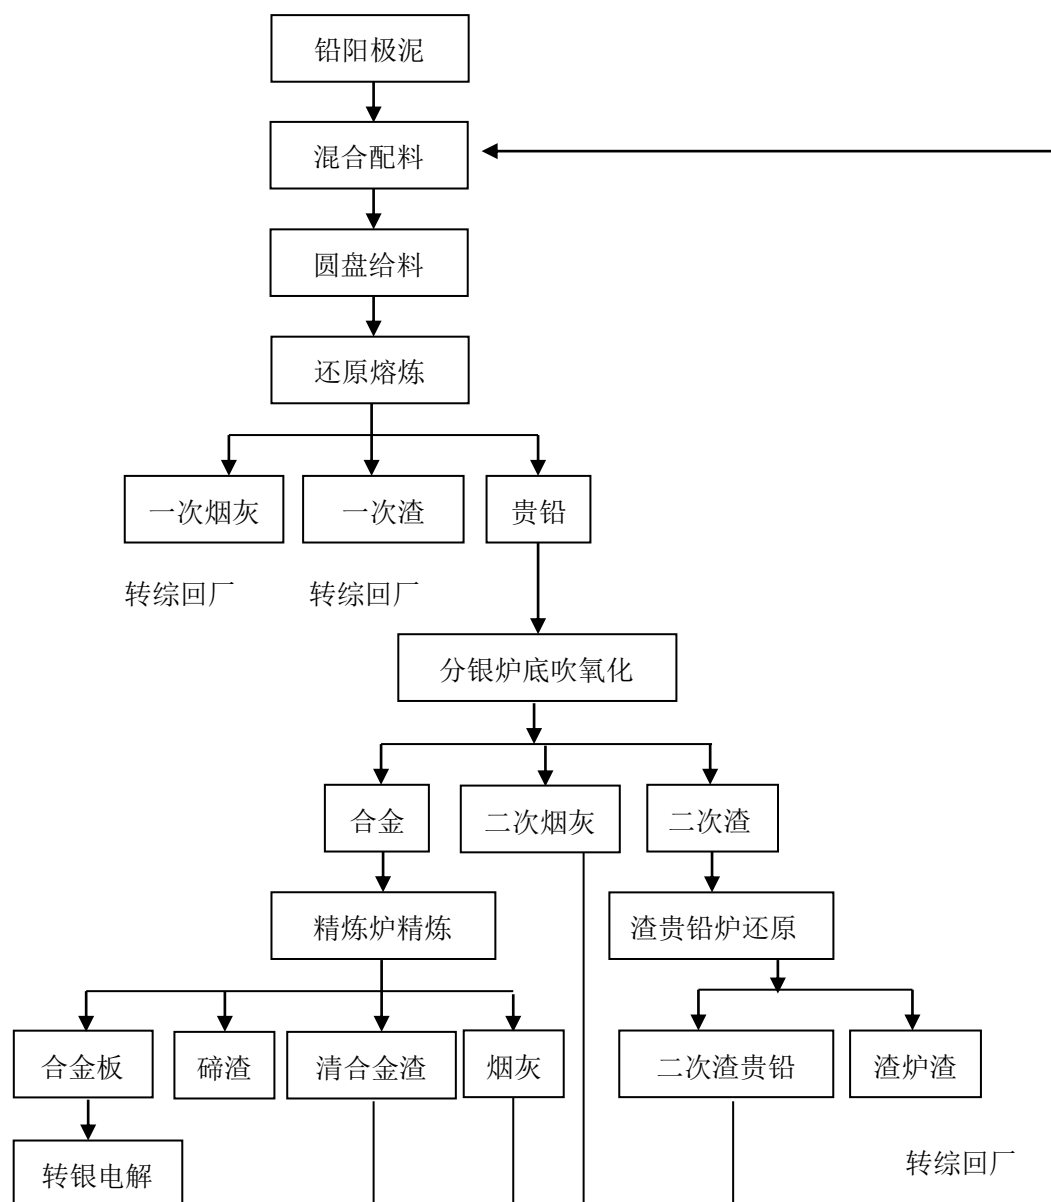 铅阳极泥
混合配料
圆盘给料
还原熔炼
一次烟灰
一次渣
贵铅
转综回厂
转综回厂
分银炉底吹氧化
合金
二次烟灰
二次渣
精炼炉精炼
渣贵铅炉还原
合金板
碲渣
清合金渣
烟灰
二次渣贵铅
渣炉渣
转综回厂
转银电解